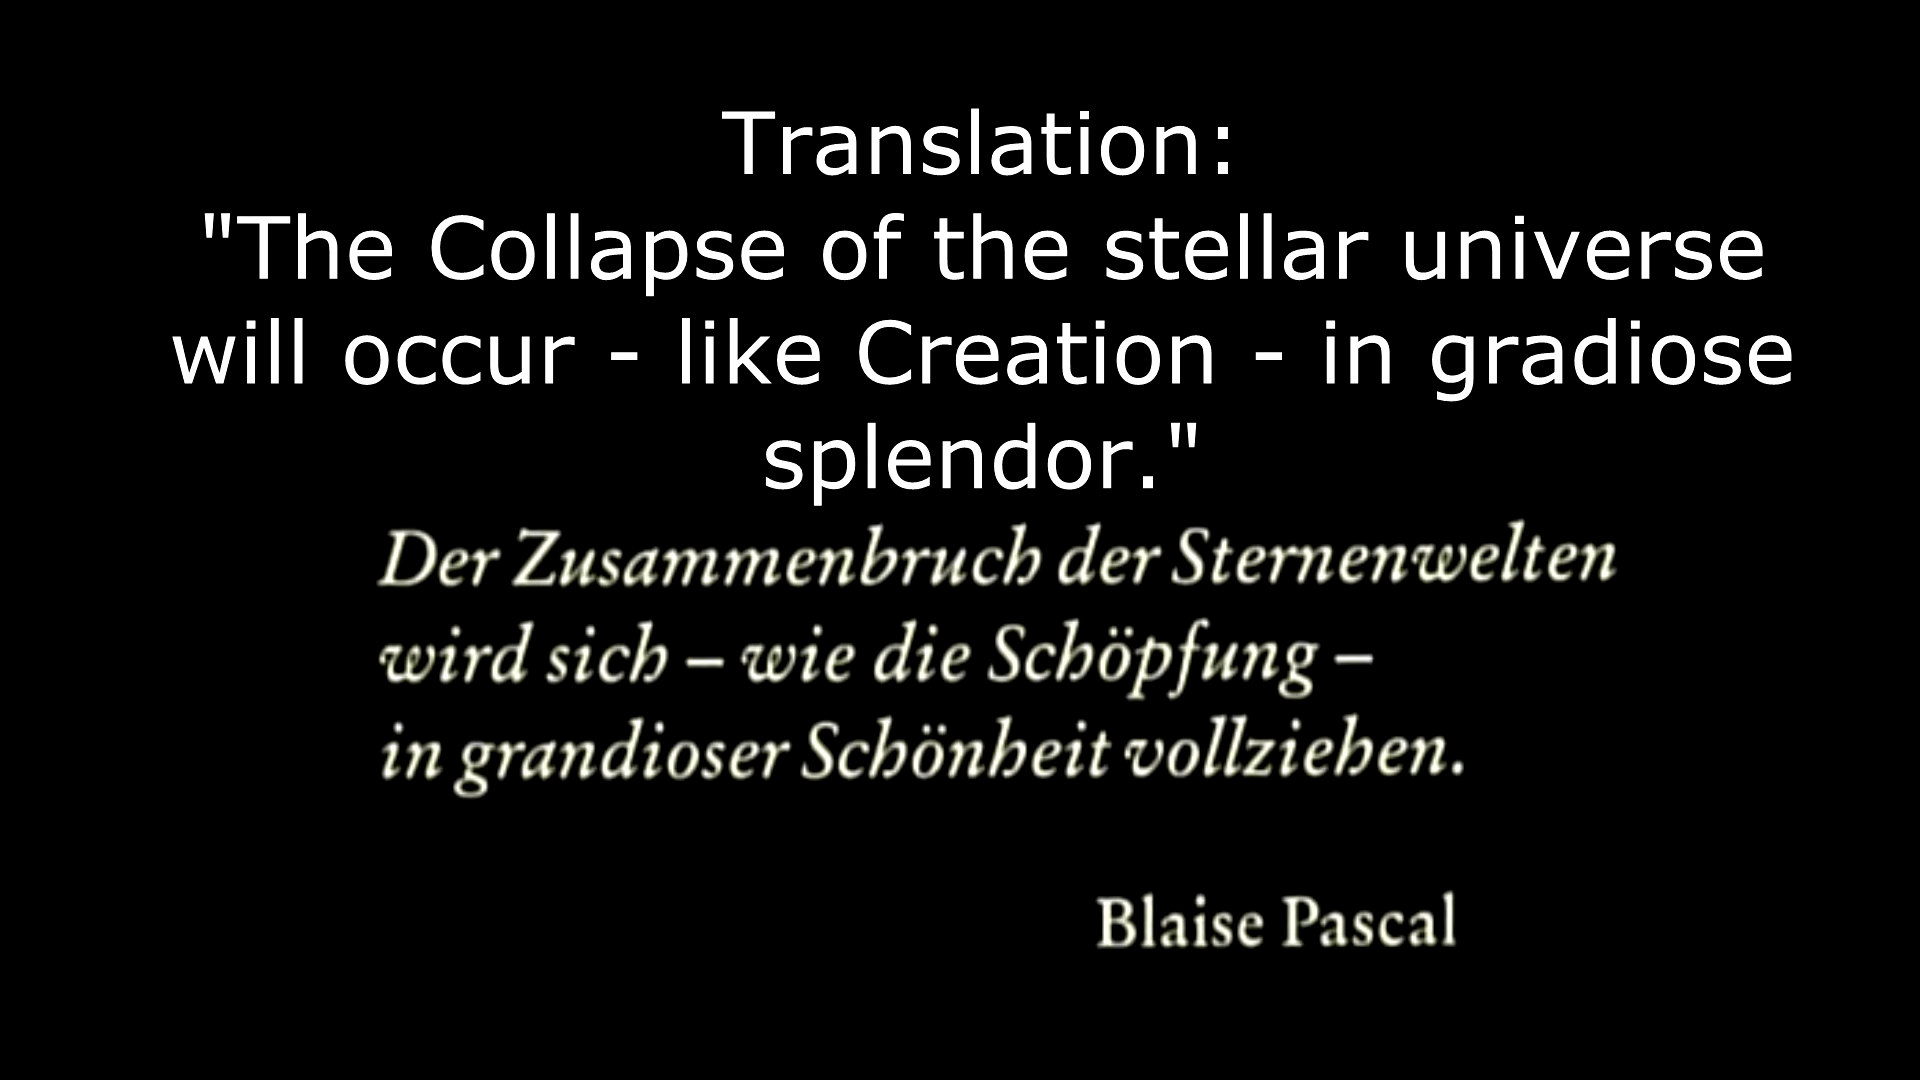 Translation:
"The Collapse of the stellar universe
will occur - like Creation - in gradiose
splendor."
Der Zusammenbruch der Sternenwelten
wird sich – wie die Schöpfung –
in grandioser Schönheit vollziehen.
Blaise Pascal